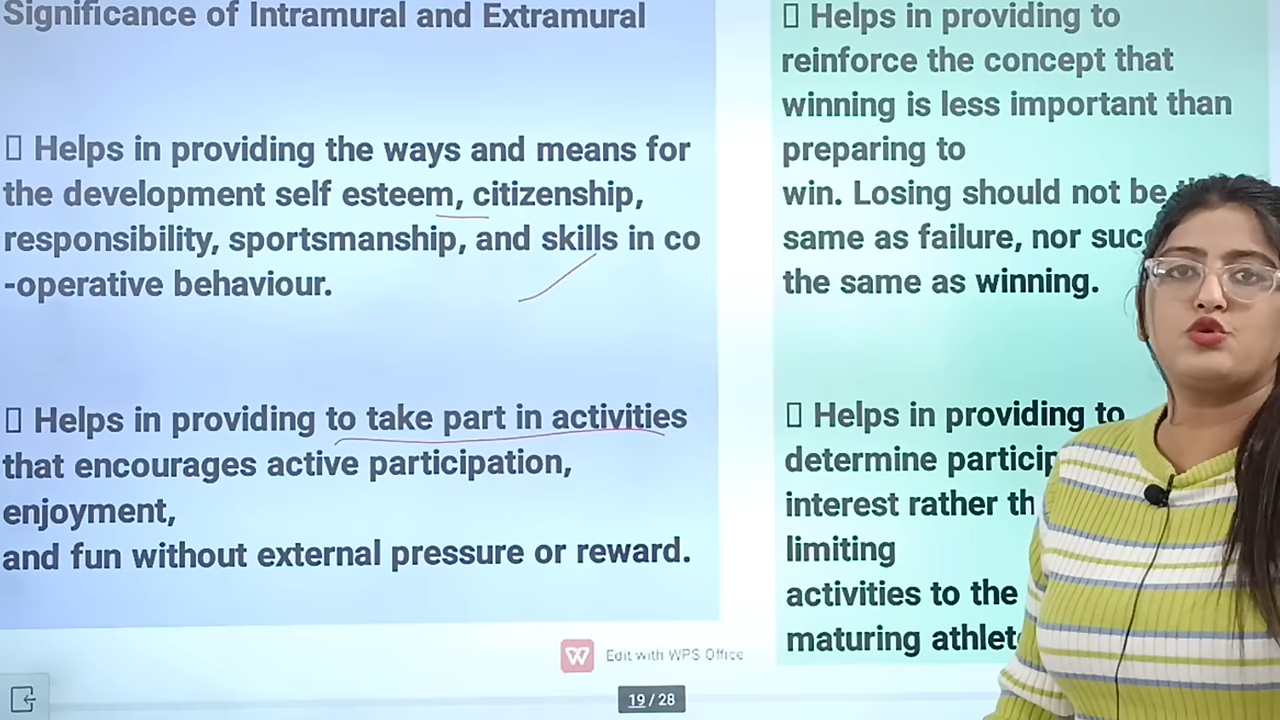 Significance of Intramural and Extramural
Helps in providing the ways and means for
the development self esteem, citizenship,
responsibility, sportsmanship, and skills in co
-operative behaviour.
Helps in providing to take part in activities
that encourages active participation,
enjoyment,
and fun without external pressure or reward.
Helps in providing to
reinforce the concept that
winning is less important than
preparing to
win. Losing should not be
same as failure, nor
the same as winning.
Helps in providing to
determine
interest rather
limiting
activities to the
maturing
Edit with WPS Office
19 / 28